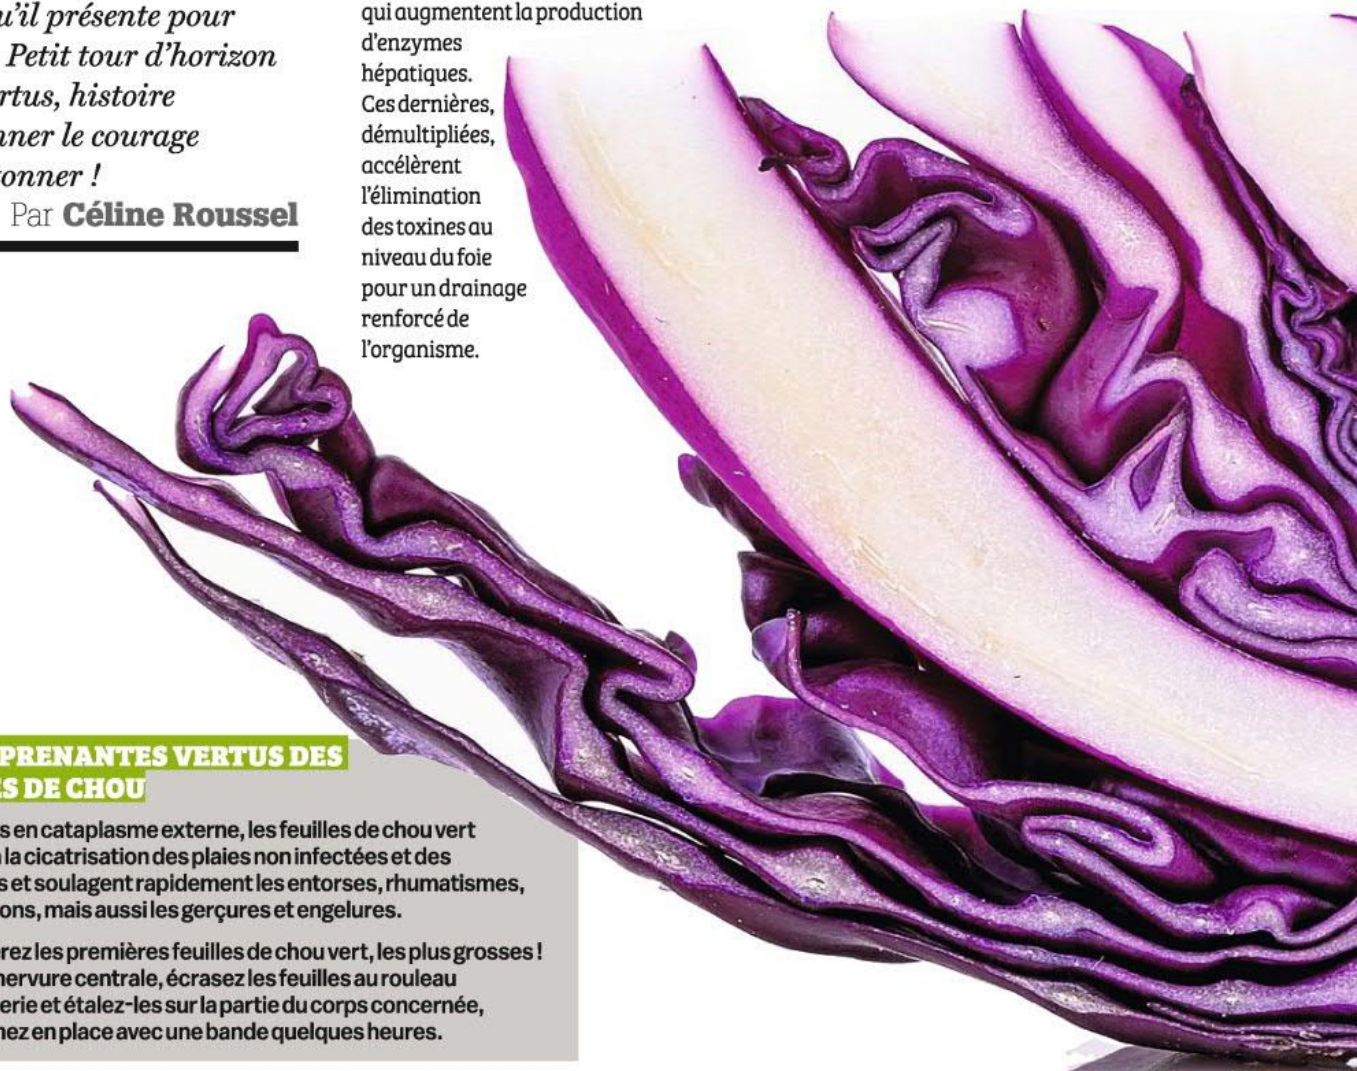 u'il présente pour
Petit tour d'horizon
rtus, histoire
nner le courage
onner !
Par Céline Roussel
qui augmentent la production
d'enzymes
hépatiques.
Ces dernières,
démultipliées,
accélèrent
l'élimination
des toxines au
niveau du foie
pour un drainage
renforcé de
l'organisme.
PRENANTES VERTUS DES
S DE CHOU
s en cataplasme externe, les feuilles de chou vert
la cicatrisation des plaies non infectées et des
s et soulagent rapidement les entorses, rhumatismes,
ons, mais aussi les gerçures et engelures.
rez les premières feuilles de chou vert, les plus grosses !
nervure centrale, écrasez les feuilles au rouleau
erie et étalez-les sur la partie du corps concernée,
nez en place avec une bande quelques heures.